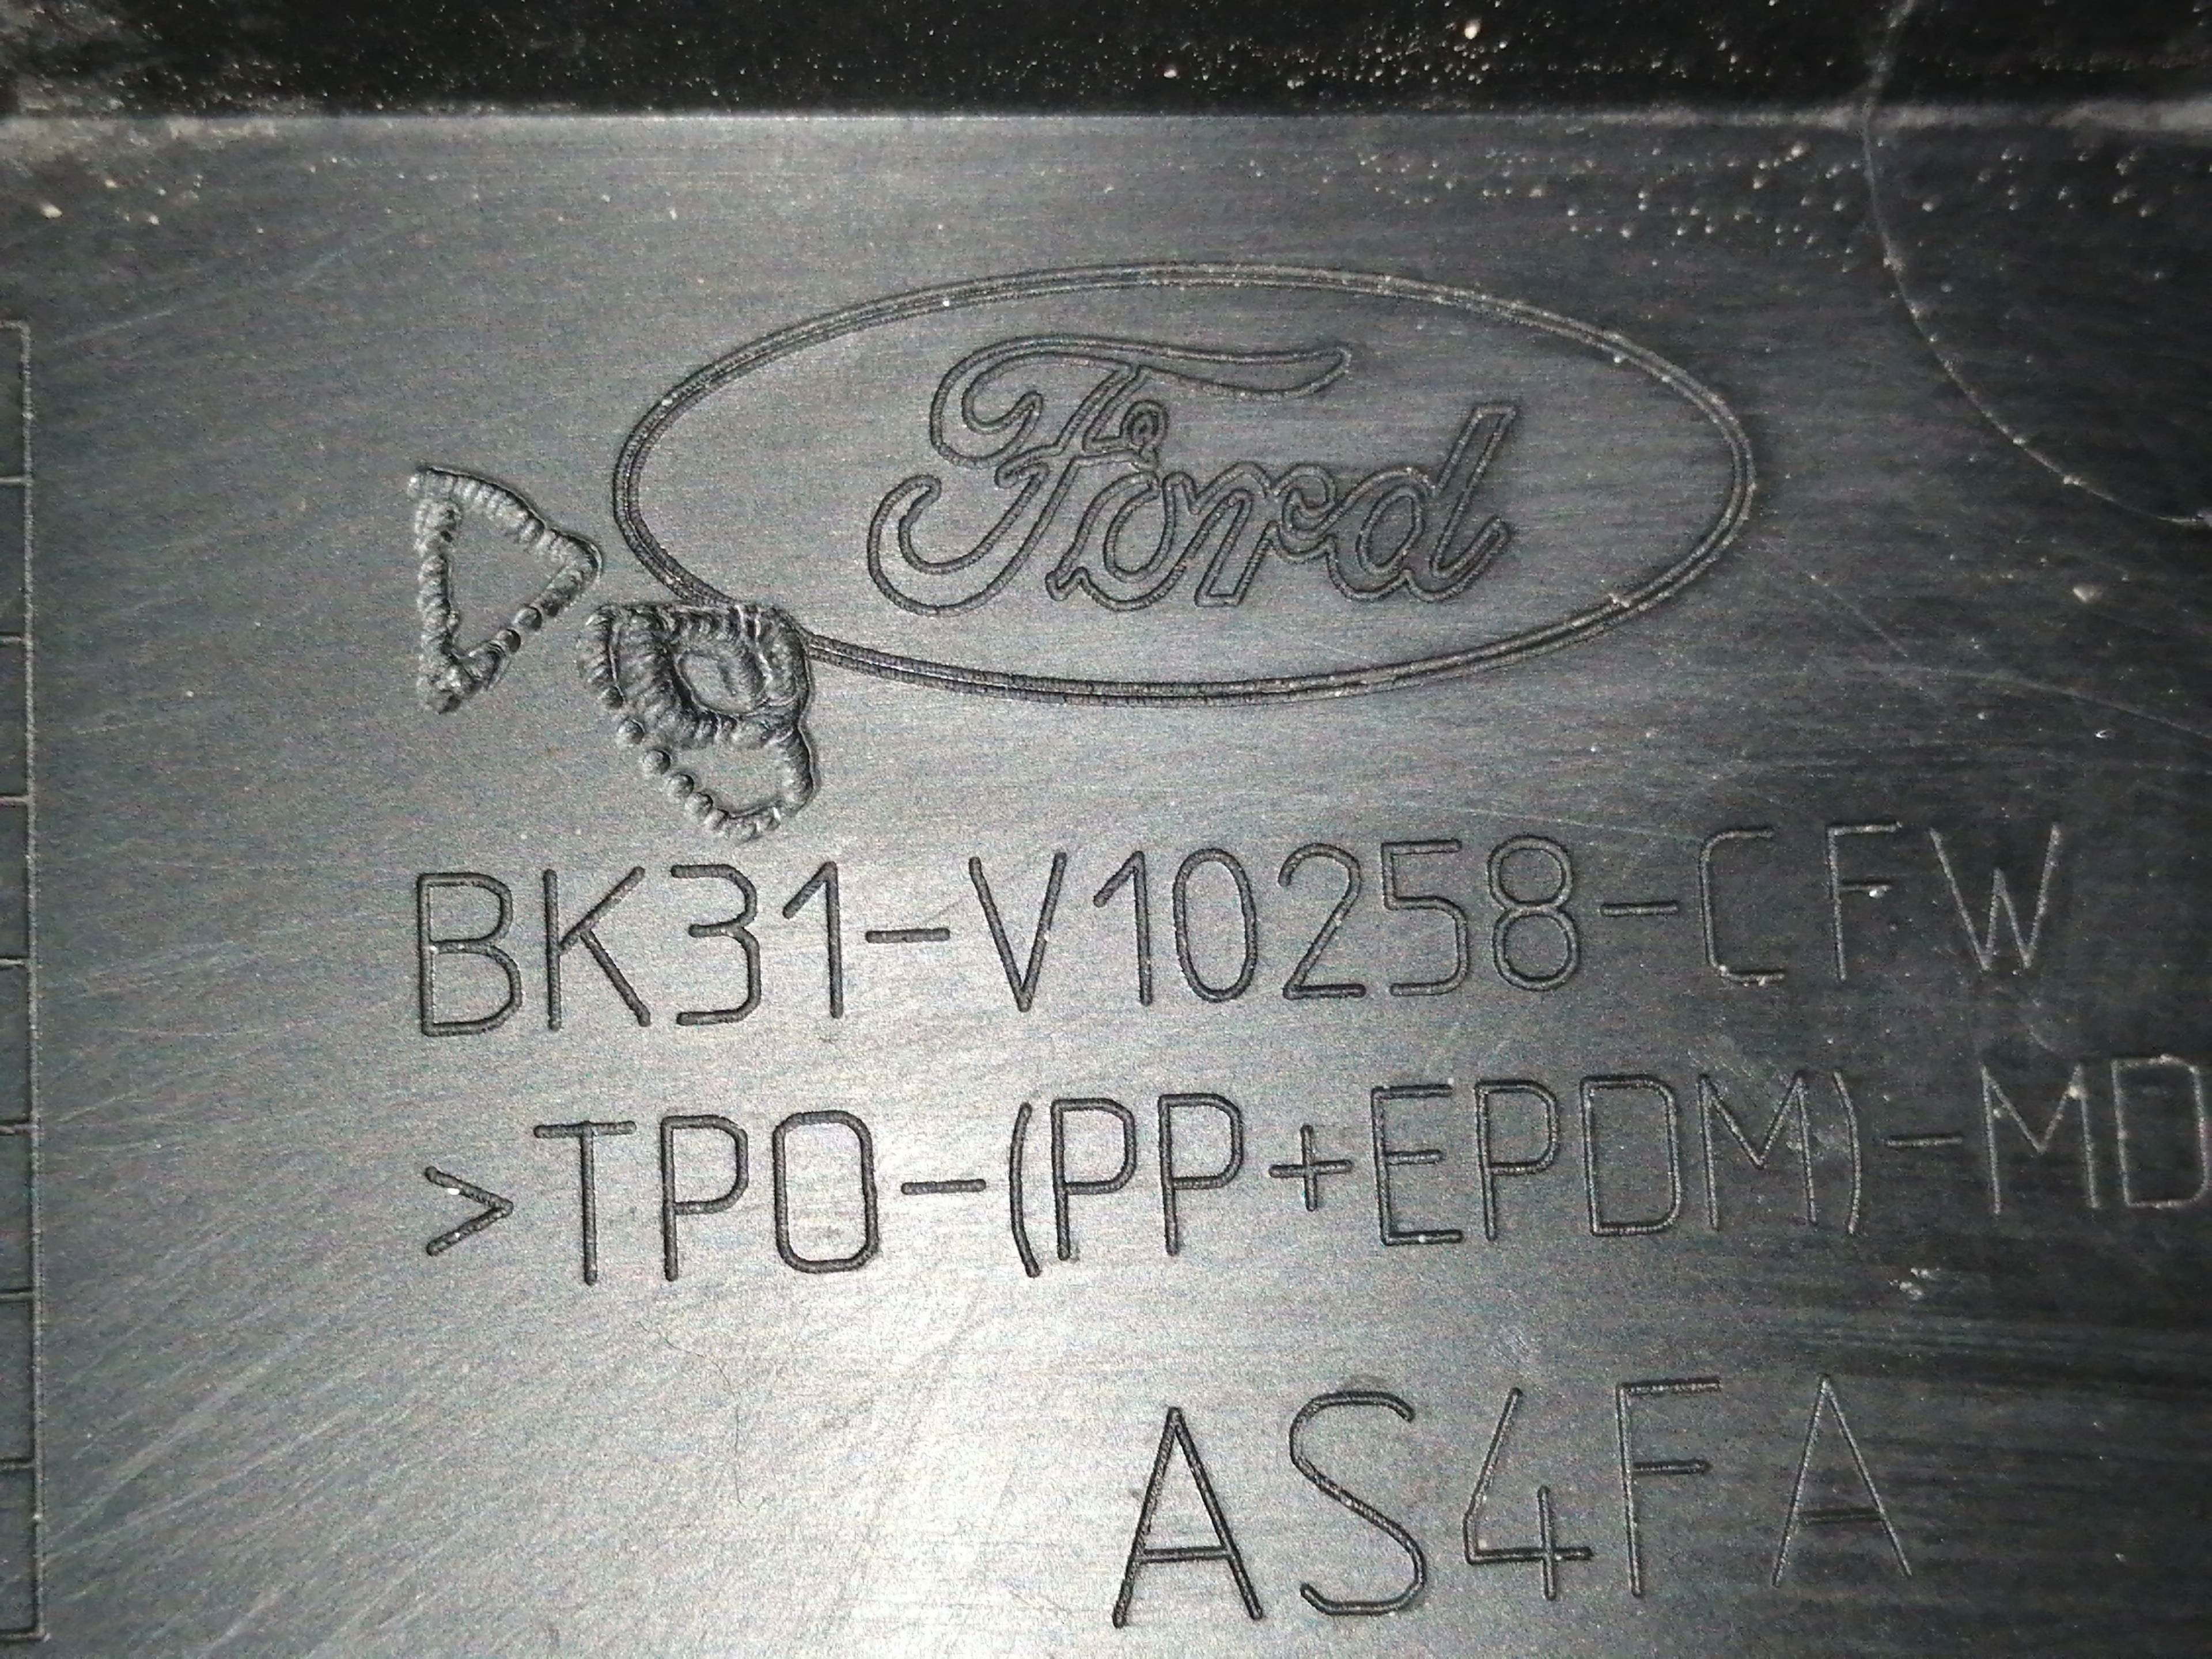 Ford
BK31-V10258-CFW
>TPO-(PP+EPDM)-MD
AS4FA